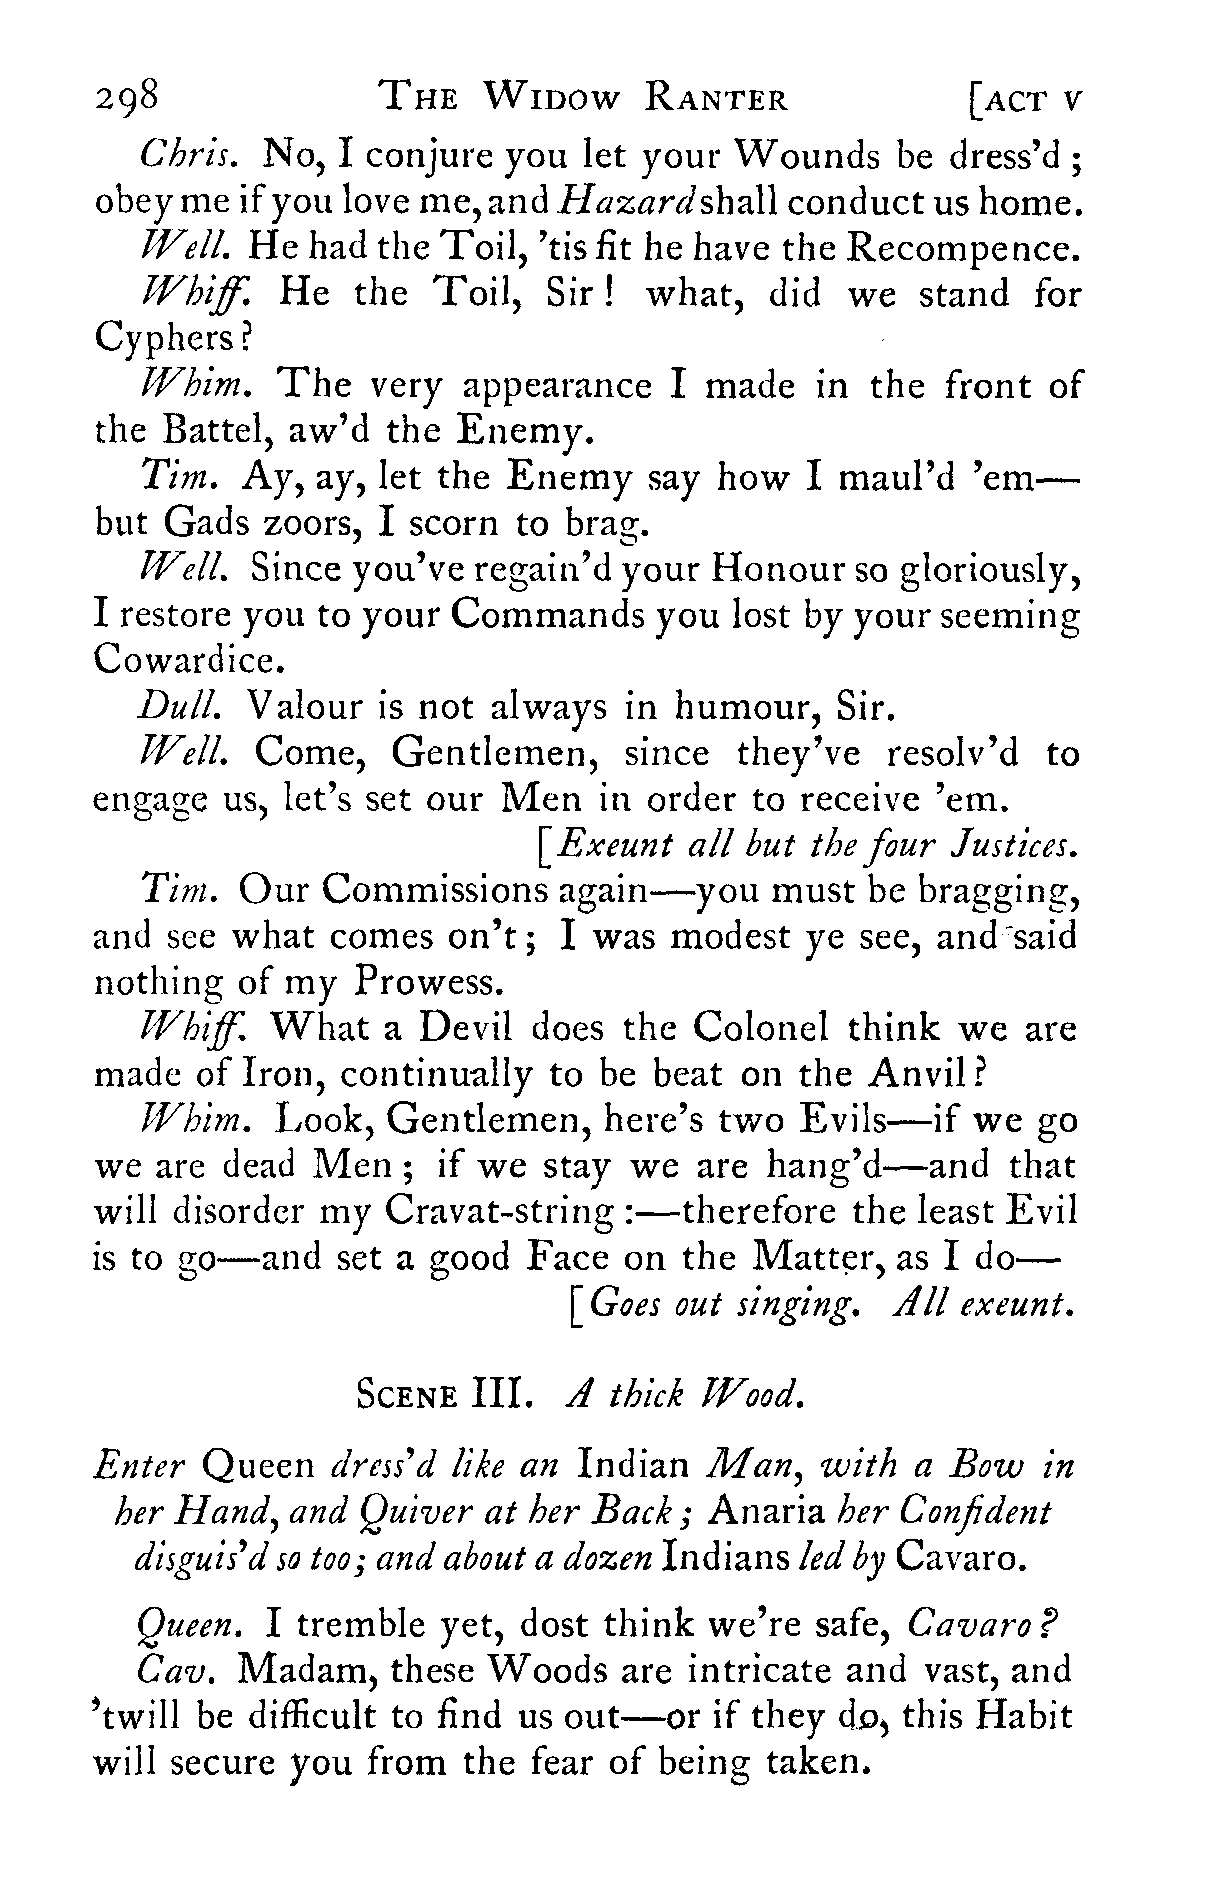 298 The Widow Ranter [ACT V
Chris. No, I conjure you let your Wounds be dress'd ;
obey me if you love me, and Hazard shall conduct us home.
Well. He had the Toil, 'tis fit he have the Recompence.
Whiff. He the Toil, Sir ! what, did we stand for
Cyphers ?
Whim. The very appearance I made in the front of
the Battel, aw'd the Enemy.
Tim. Ay, ay, let the Enemy say how I maul'd 'em—
but Gads zoors, I scorn to brag.
Well. Since you've regain'd your Honour so gloriously,
I restore you to your Commands you lost by your seeming
Cowardice.
Dull. Valour is not always in humour, Sir.
Well. Come, Gentlemen, since they've resolv'd to
engage us, let's set our Men in order to receive 'em.
[Exeunt all but the four Justices.
Tim. Our Commissions again—you must be bragging,
and see what comes on't ; I was modest ye see, and said
nothing of my Prowess.
Whiff. What a Devil does the Colonel think we are
made of Iron, continually to be beat on the Anvil ?
Whim. Look, Gentlemen, here's two Evils—if we go
we are dead Men ; if we stay we are hang'd—and that
will disorder my Cravat-string :—therefore the least Evil
is to go—and set a good Face on the Matter, as I do—
[Goes out singing. All exeunt.
Scene III. A thick Wood.
Enter Queen dress'd like an Indian Man, with a Bow in
her Hand, and Quiver at her Back ; Anaria her Confident
disguis'd so too ; and about a dozen Indians led by Cavaro.
Queen. I tremble yet, dost think we're safe, Cavaro ?
Cav. Madam, these Woods are intricate and vast, and
'twill be difficult to find us out—or if they do, this Habit
will secure you from the fear of being taken.